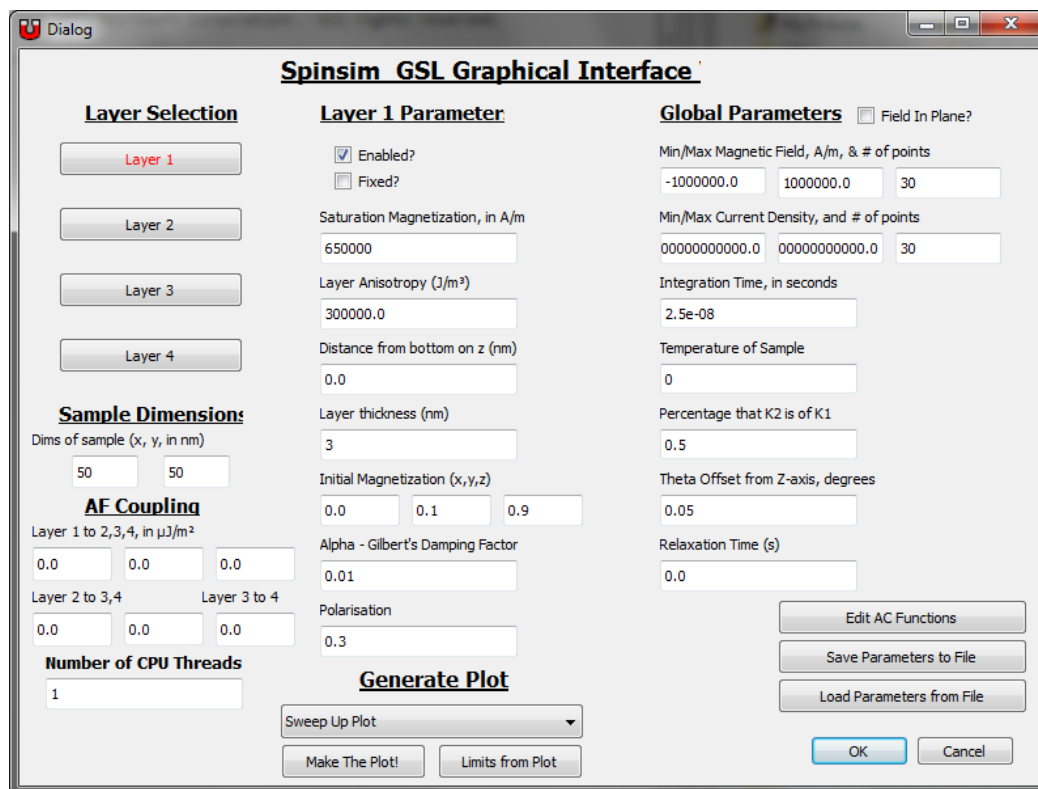 Dialog
Spinsim GSL Graphical Interface
Layer Selection
Layer 1
Layer 2
Layer 3
Layer 4
Sample Dimensions
Dims of sample (x, y, in nm)
50 50
AF Coupling
Layer 1 to 2,3,4, in µJ/m²
0.0 0.0 0.0
Layer 2 to 3,4 Layer 3 to 4
0.0 0.0 0.0
Number of CPU Threads
1
Layer 1 Parameter
Enabled?
Fixed?
Saturation Magnetization, in A/m
650000
Layer Anisotropy (J/m³)
300000.0
Distance from bottom on z (nm)
0.0
Layer thickness (nm)
3
Initial Magnetization (x,y,z)
0.0 0.1 0.9
Alpha - Gilbert's Damping Factor
0.01
Polarisation
0.3
Generate Plot
Sweep Up Plot
Make The Plot! Limits from Plot
Global Parameters Field In Plane?
Min/Max Magnetic Field, A/m, & # of points
-1000000.0 1000000.0 30
Min/Max Current Density, and # of points
00000000000.0 00000000000.0 30
Integration Time, in seconds
2.5e-08
Temperature of Sample
0
Percentage that K2 is of K1
0.5
Theta Offset from Z-axis, degrees
0.05
Relaxation Time (s)
0.0
Edit AC Functions
Save Parameters to File
Load Parameters from File
OK Cancel